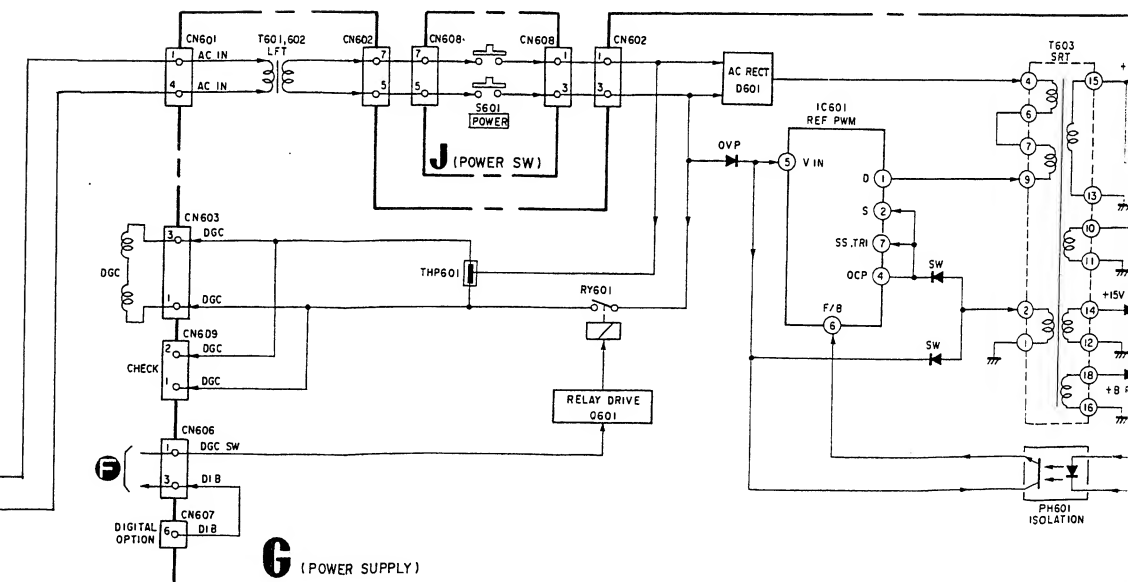 CN601
T601,602
LFT
CN602
CN608
CN608
CN602
T603
SRT
1
AC IN
7
7
1
1
AC RECT
D601
4
15
+
4
AC IN
5
5
3
3
S601
POWER
6
IC601
REF PWM
J (POWER SW)
OVP
5
V IN
7
D
1
9
13
S
2
CN603
3
DGC
SS.TRI
7
10
11
DGC
THP601
OCP
4
SW
RY601
+15V
1
DGC
F/B
6
2
14
CN609
2
DGC
SW
1
12
CHECK
1
DGC
18
+B
RELAY DRIVE
Q601
16
CN606
1
DGC SW
F
3
DIB
CN607
DIGITAL
OPTION
6
DIB
PH601
ISOLATION
G (POWER SUPPLY)